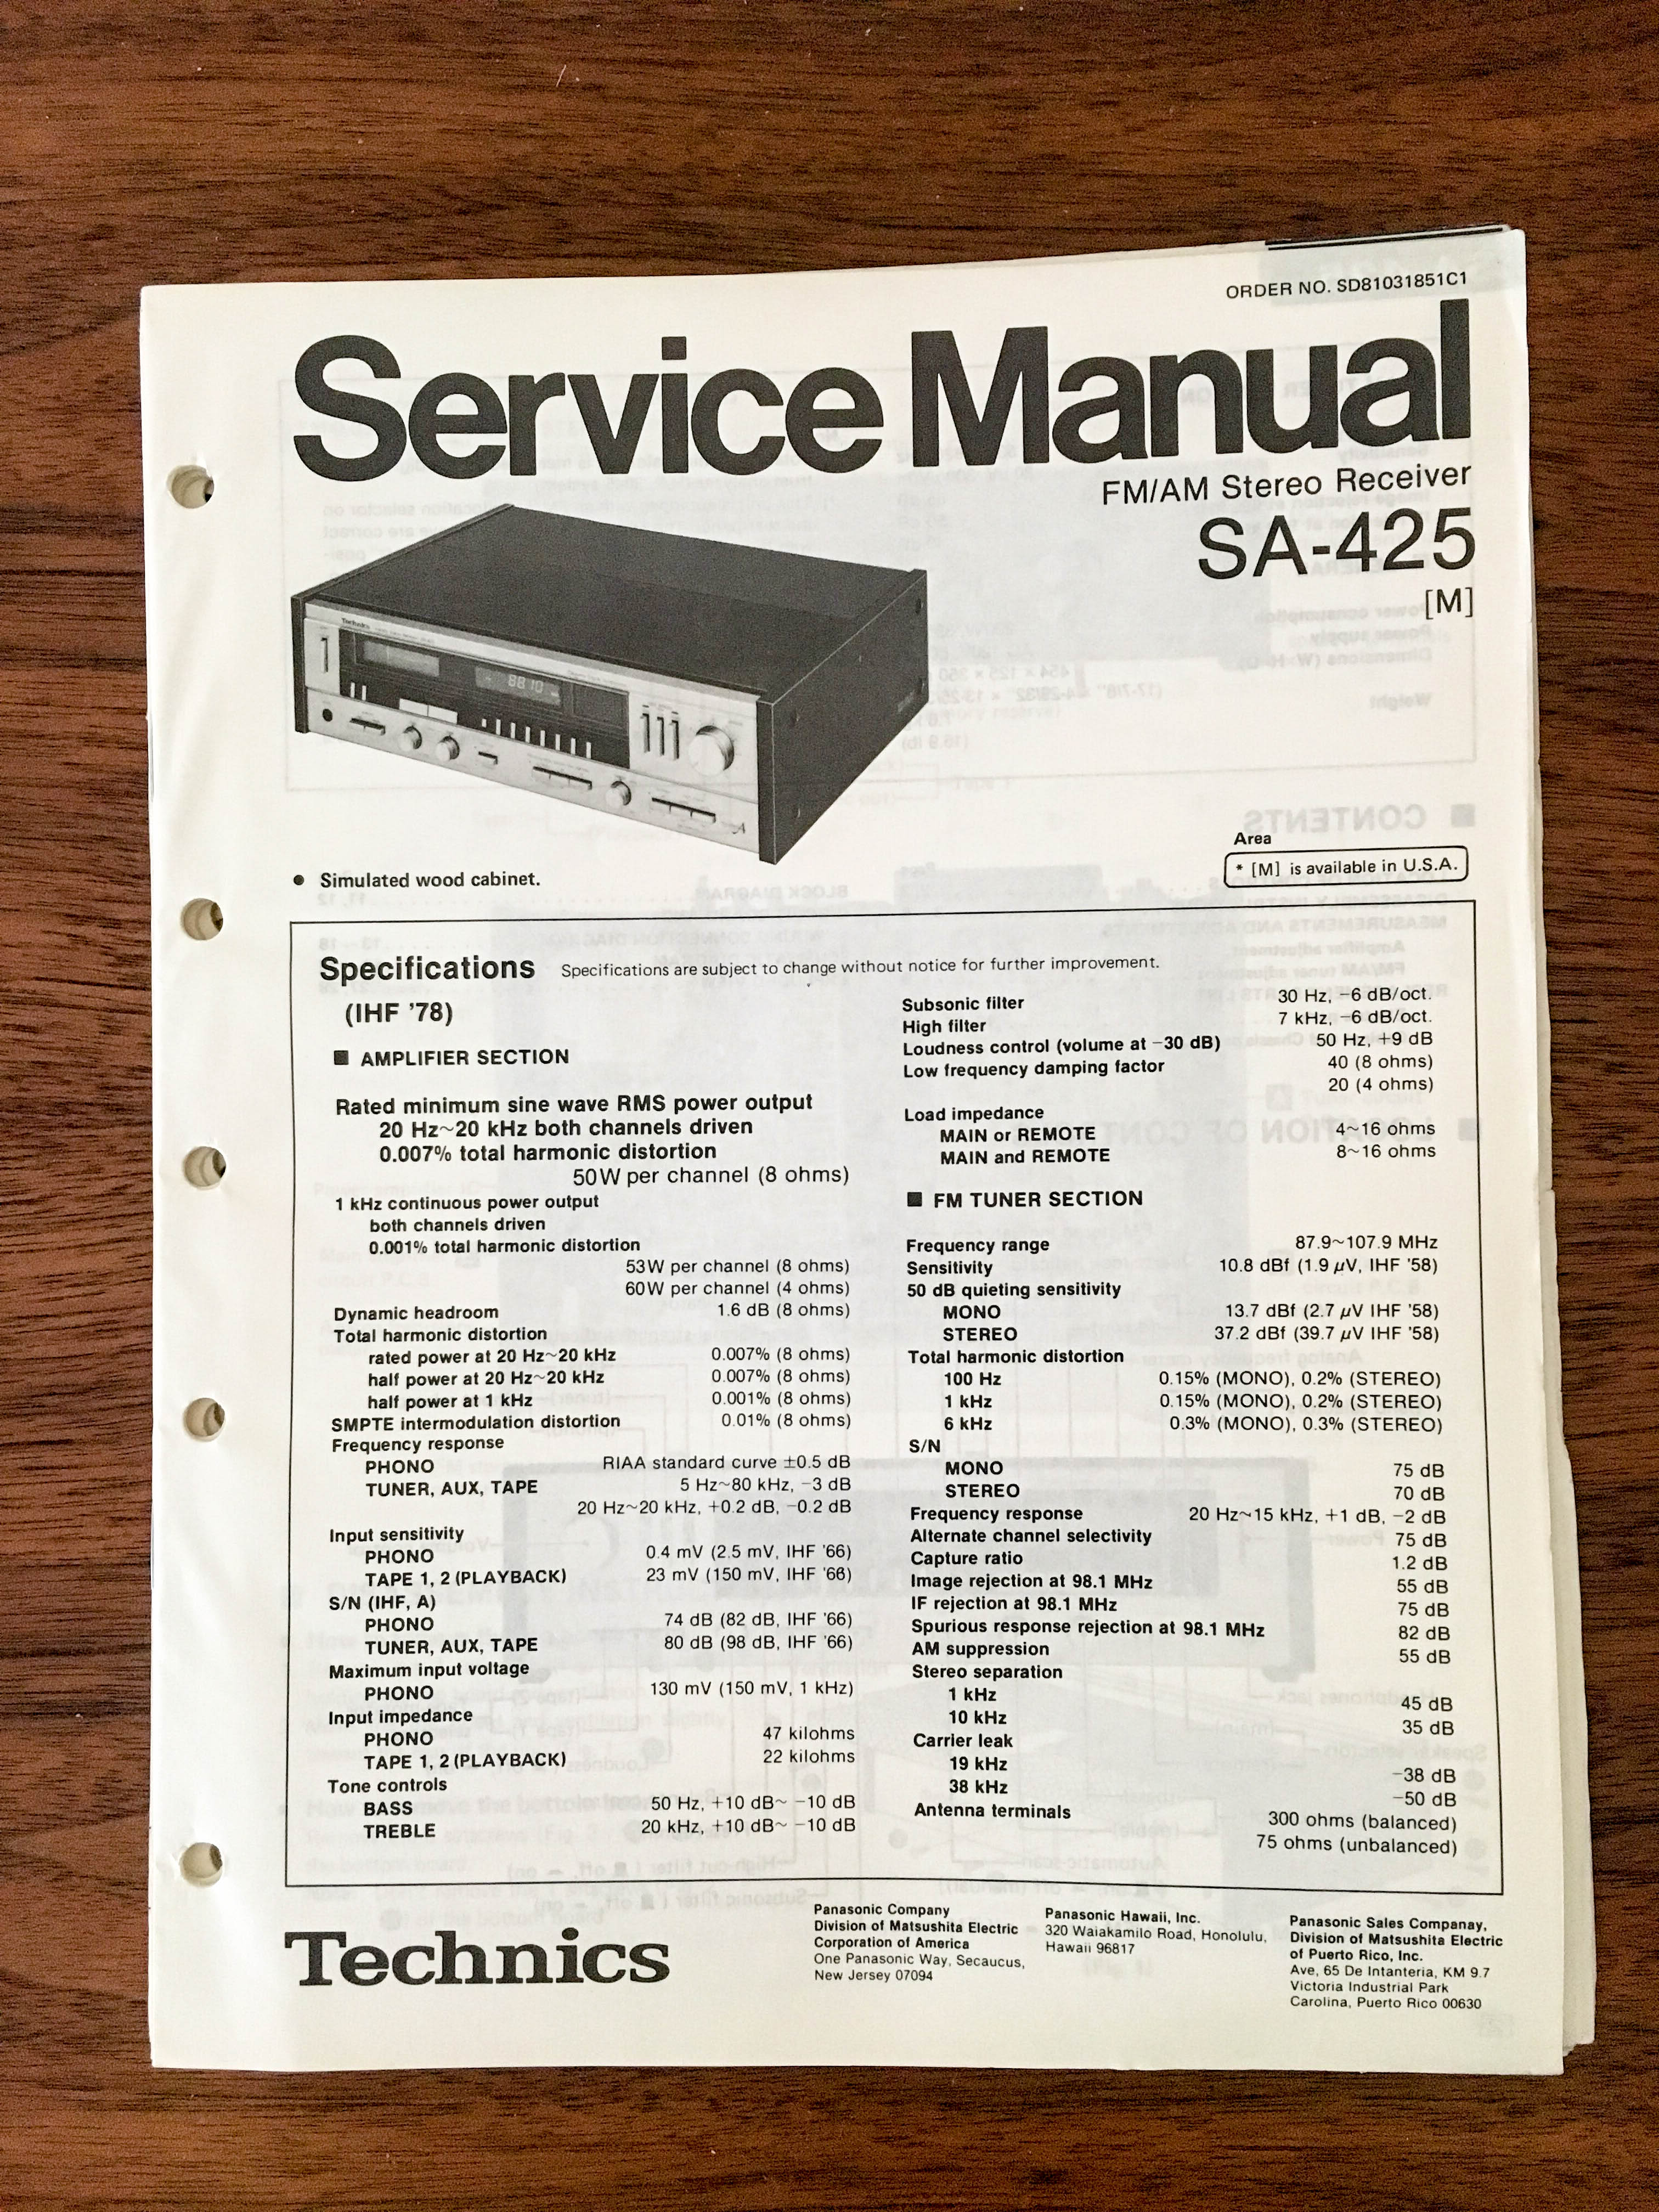 ORDER NO. SD81031851C1
Service Manual
FM/AM Stereo Receiver
SA-425
[M]
Technics
88 10
Area
* [M] is available in U.S.A.
● Simulated wood cabinet.
Specifications Specifications are subject to change without notice for further improvement.
(IHF '78)
■ AMPLIFIER SECTION
Rated minimum sine wave RMS power output
20 Hz~20 kHz both channels driven
0.007% total harmonic distortion
50W per channel (8 ohms)
1 kHz continuous power output
both channels driven
0.001% total harmonic distortion
53W per channel (8 ohms)
60W per channel (4 ohms)
Dynamic headroom 1.6 dB (8 ohms)
Total harmonic distortion
rated power at 20 Hz~20 kHz 0.007% (8 ohms)
half power at 20 Hz~20 kHz 0.007% (8 ohms)
half power at 1 kHz 0.001% (8 ohms)
SMPTE intermodulation distortion 0.01% (8 ohms)
Frequency response
PHONO RIAA standard curve ±0.5 dB
TUNER, AUX, TAPE 5 Hz~80 kHz, −3 dB
20 Hz~20 kHz, +0.2 dB, −0.2 dB
Input sensitivity
PHONO 0.4 mV (2.5 mV, IHF '66)
TAPE 1, 2 (PLAYBACK) 23 mV (150 mV, IHF '66)
S/N (IHF, A)
PHONO 74 dB (82 dB, IHF '66)
TUNER, AUX, TAPE 80 dB (98 dB, IHF '66)
Maximum input voltage
PHONO 130 mV (150 mV, 1 kHz)
Input impedance
PHONO 47 kilohms
TAPE 1, 2 (PLAYBACK) 22 kilohms
Tone controls
BASS 50 Hz, +10 dB~ −10 dB
TREBLE 20 kHz, +10 dB~ −10 dB
Subsonic filter 30 Hz, −6 dB/oct.
High filter 7 kHz, −6 dB/oct.
Loudness control (volume at −30 dB) 50 Hz, +9 dB
Low frequency damping factor 40 (8 ohms)
20 (4 ohms)
Load impedance
MAIN or REMOTE 4~16 ohms
MAIN and REMOTE 8~16 ohms
■ FM TUNER SECTION
Frequency range 87.9~107.9 MHz
Sensitivity 10.8 dBf (1.9 μV, IHF '58)
50 dB quieting sensitivity
MONO 13.7 dBf (2.7 μV IHF '58)
STEREO 37.2 dBf (39.7 μV IHF '58)
Total harmonic distortion
100 Hz 0.15% (MONO), 0.2% (STEREO)
1 kHz 0.15% (MONO), 0.2% (STEREO)
6 kHz 0.3% (MONO), 0.3% (STEREO)
S/N
MONO 75 dB
STEREO 70 dB
Frequency response 20 Hz~15 kHz, +1 dB, −2 dB
Alternate channel selectivity 75 dB
Capture ratio 1.2 dB
Image rejection at 98.1 MHz 55 dB
IF rejection at 98.1 MHz 75 dB
Spurious response rejection at 98.1 MHz 82 dB
AM suppression 55 dB
Stereo separation
1 kHz 45 dB
10 kHz 35 dB
Carrier leak
19 kHz −38 dB
38 kHz −50 dB
Antenna terminals 300 ohms (balanced)
75 ohms (unbalanced)
Technics
Panasonic Company
Division of Matsushita Electric
Corporation of America
One Panasonic Way, Secaucus,
New Jersey 07094
Panasonic Hawaii, Inc.
320 Waiakamilo Road, Honolulu,
Hawaii 96817
Panasonic Sales Companay,
Division of Matsushita Electric
of Puerto Rico, Inc.
Ave, 65 De Intanteria, KM 9.7
Victoria Industrial Park
Carolina, Puerto Rico 00630